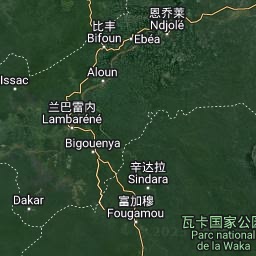 恩乔莱
Ndjolé
比丰
Bifoun
Ebéa
Aloun
Issac
兰巴雷内
Lambaréné
Bigouenya
辛达拉
Sindara
Dakar
富加穆
Fougamou
瓦卡国家公
Parc national
de la Waka